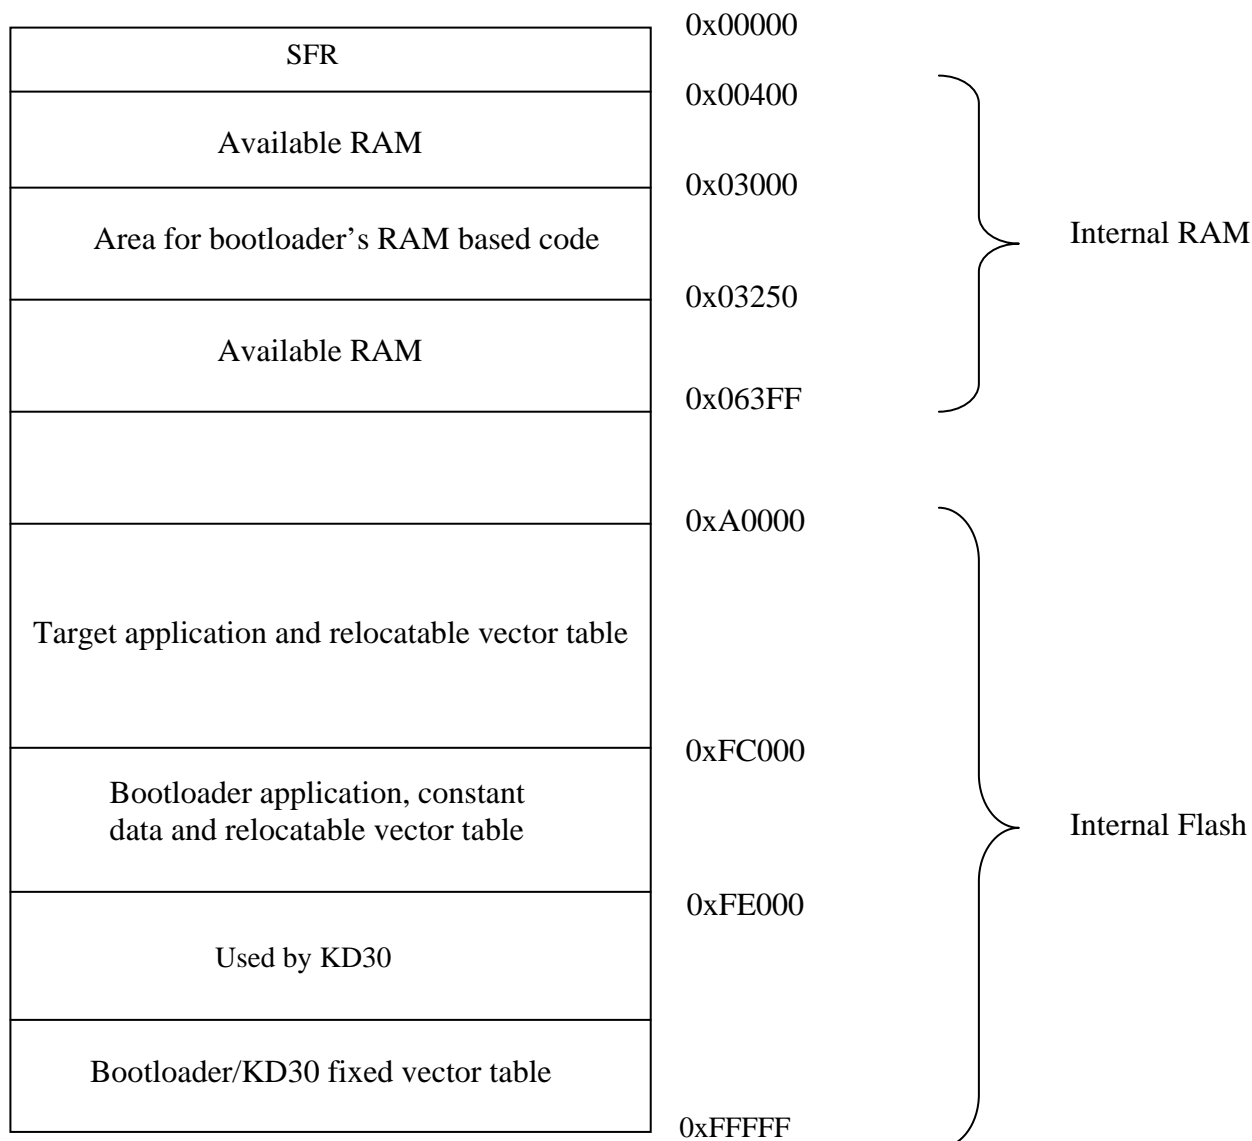 0x00000
SFR
0x00400
Available RAM
0x03000
Area for bootloader’s RAM based code
Internal RAM
0x03250
Available RAM
0x063FF
0xA0000
Target application and relocatable vector table
0xFC000
Bootloader application, constant
data and relocatable vector table
Internal Flash
0xFE000
Used by KD30
Bootloader/KD30 fixed vector table
0xFFFFF